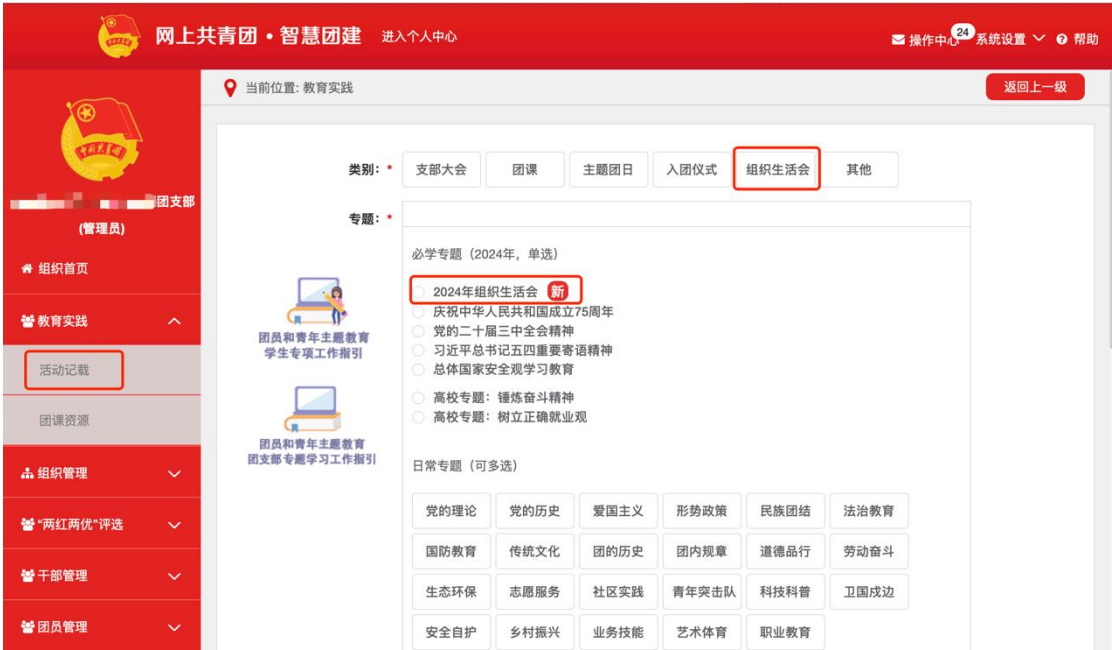 网上共青团·智慧团建 进入个人中心
操作中心 24 系统设置 帮助
当前位置: 教育实践 返回上一级
中国共青团
团支部
(管理员)
组织首页
教育实践
活动记载
团课资源
组织管理
“两红两优”评选
干部管理
团员管理
类别: * 支部大会 团课 主题团日 入团仪式 组织生活会 其他
专题: *
必学专题（2024年，单选）
2024年组织生活会 新
庆祝中华人民共和国成立75周年
党的二十届三中全会精神
习近平总书记五四重要寄语精神
总体国家安全观学习教育
高校专题：锤炼奋斗精神
高校专题：树立正确就业观
团员和青年主题教育
学生专项工作指引
团员和青年主题教育
团支部专题学习工作指引
日常专题（可多选）
党的理论 党的历史 爱国主义 形势政策 民族团结 法治教育
国防教育 传统文化 团的历史 团内规章 道德品行 劳动奋斗
生态环保 志愿服务 社区实践 青年突击队 科技科普 卫国戍边
安全自护 乡村振兴 业务技能 艺术体育 职业教育